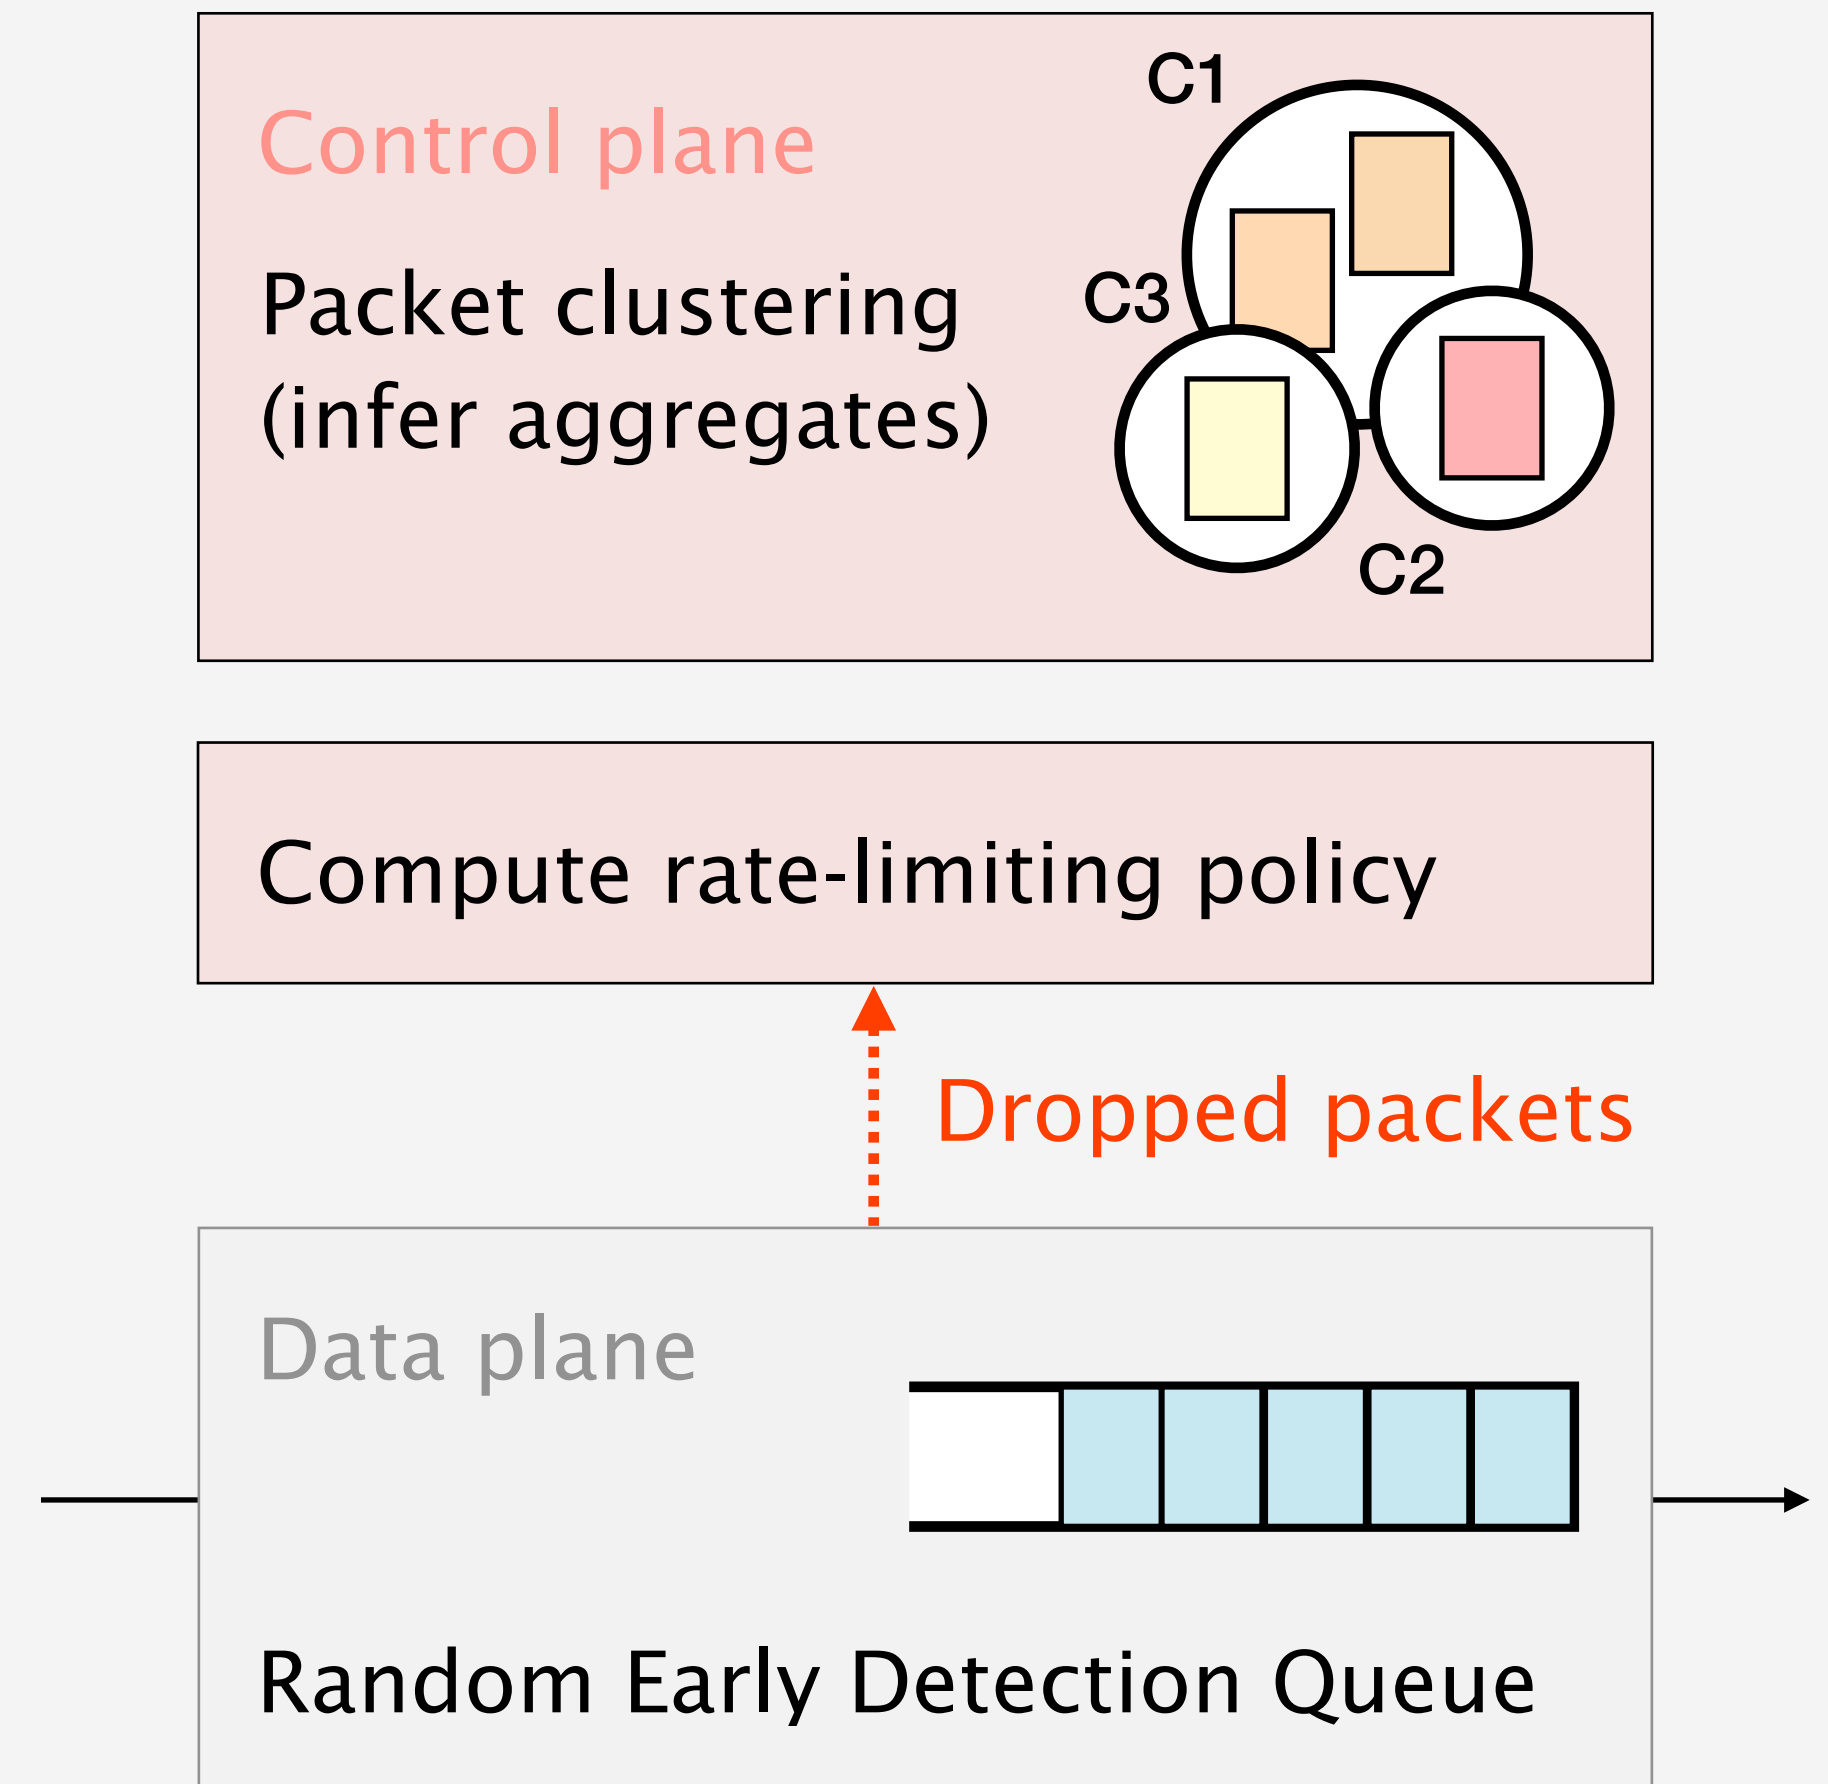 C1
Control plane
Packet clustering
C3
(infer aggregates)
C2
Compute rate-limiting policy
Dropped packets
Data plane
Random Early Detection Queue